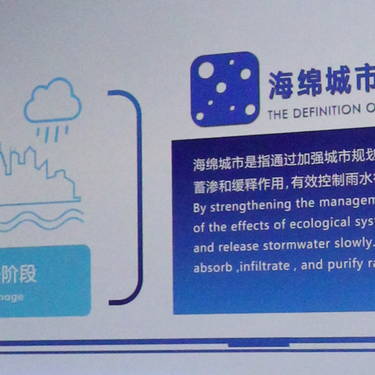 海绵城市
THE DEFINITION O
海绵城市是指通过加强城市规划
蓄渗和缓释作用,有效控制雨水
By strengthening the managem
of the effects of ecological sys
and release stormwater slowly.
absorb ,infiltrate , and purify ra
阶段
nage